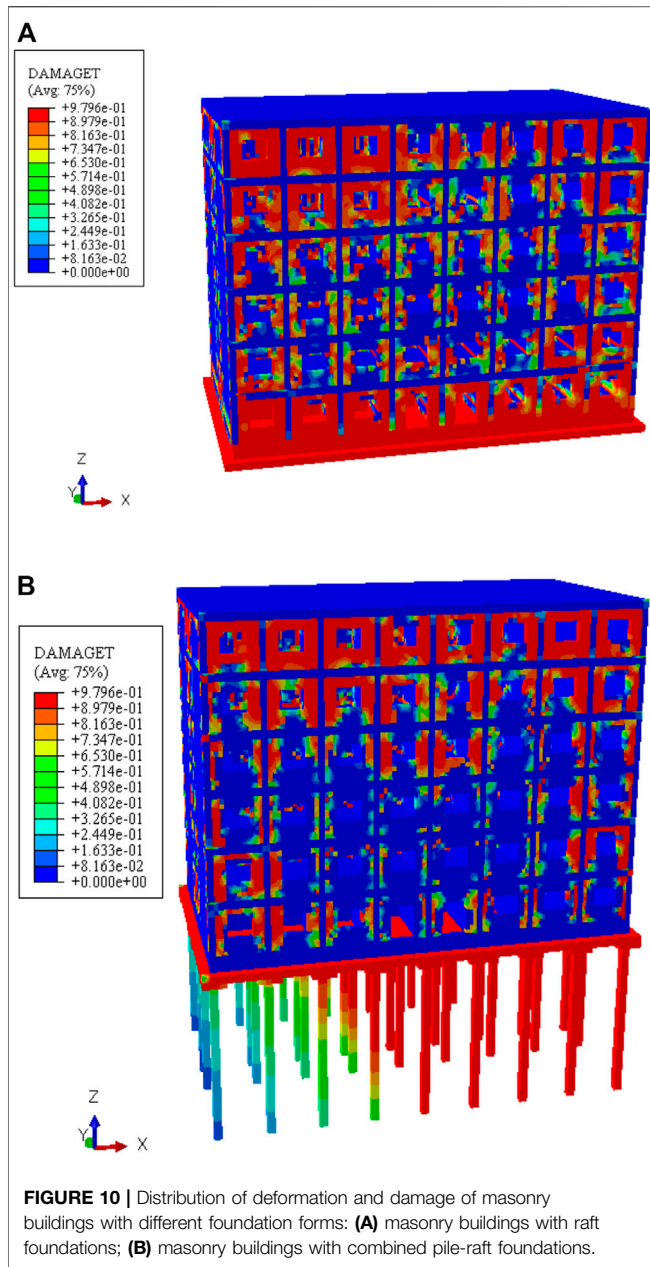 A
DAMAGET
(Avg: 75%)
+9.796e-01
+8.979e-01
+8.163e-01
+7.347e-01
+6.530e-01
+5.714e-01
+4.898e-01
+4.082e-01
+3.265e-01
+2.449e-01
+1.633e-01
+8.163e-02
+0.000e+00
Z
Y
X
B
DAMAGET
(Avg: 75%)
+9.796e-01
+8.979e-01
+8.163e-01
+7.347e-01
+6.530e-01
+5.714e-01
+4.898e-01
+4.082e-01
+3.265e-01
+2.449e-01
+1.633e-01
+8.163e-02
+0.000e+00
Z
Y
X
FIGURE 10 | Distribution of deformation and damage of masonry
buildings with different foundation forms: (A) masonry buildings with raft
foundations; (B) masonry buildings with combined pile-raft foundations.